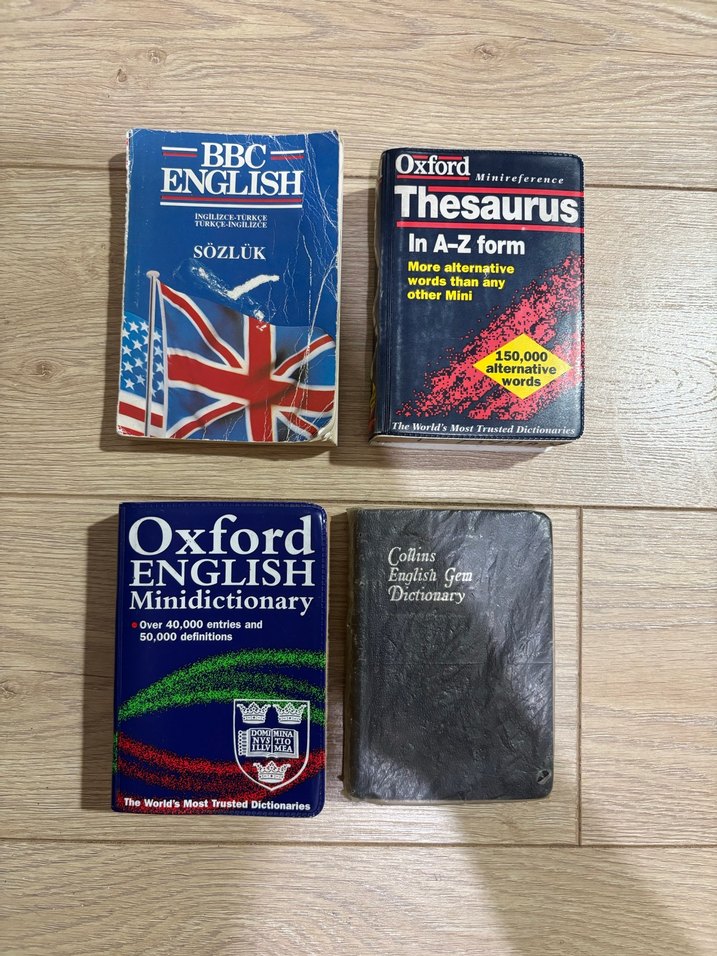 BBC
ENGLISH
İNGİLİZCE-TÜRKÇE
TÜRKÇE-İNGİLİZCE
SÖZLÜK
Oxford
Minireference
Thesaurus
In A–Z form
More alternative
words than any
other Mini
150,000
alternative
words
The World's Most Trusted Dictionaries
Oxford
ENGLISH
Minidictionary
Over 40,000 entries and
50,000 definitions
DOMI MINA
NVS TIO
ILLV MEA
The World's Most Trusted Dictionaries
Collins
English Gem
Dictionary